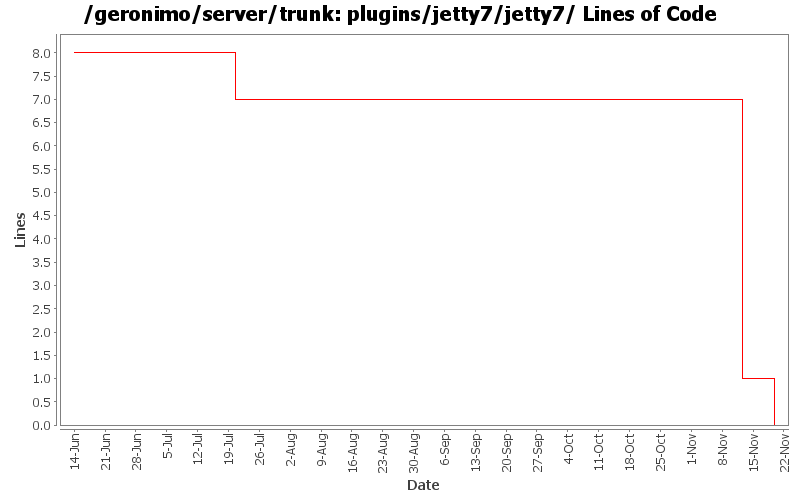 /geronimo/server/trunk: plugins/jetty7/jetty7/ Lines of Code
Lines
8.0
7.5
7.0
6.5
6.0
5.5
5.0
4.5
4.0
3.5
3.0
2.5
2.0
1.5
1.0
0.5
0.0
14-Jun
21-Jun
28-Jun
5-Jul
12-Jul
19-Jul
26-Jul
2-Aug
9-Aug
16-Aug
23-Aug
30-Aug
6-Sep
13-Sep
20-Sep
27-Sep
4-Oct
11-Oct
18-Oct
25-Oct
1-Nov
8-Nov
15-Nov
22-Nov
Date